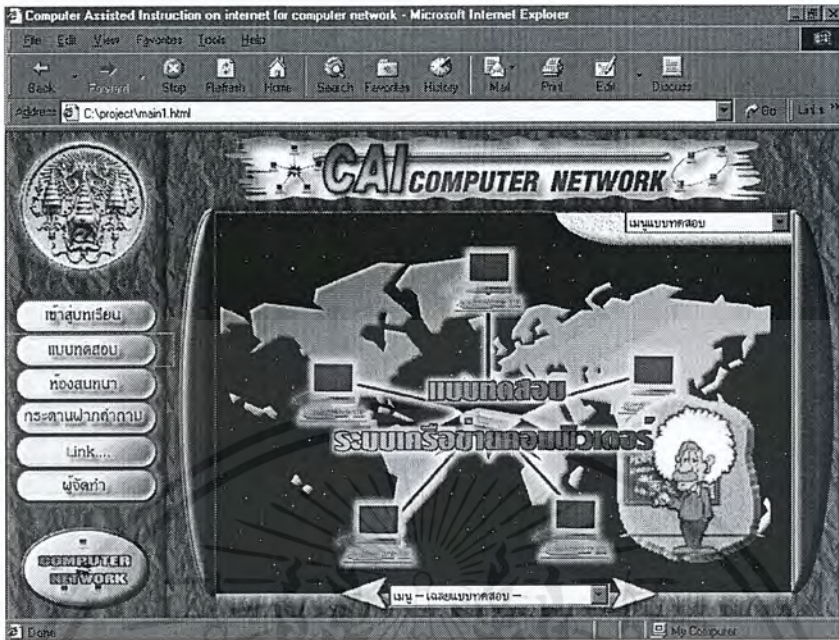 Computer Assisted Instruction on internet for computer network - Microsoft Internet Explorer
File Edit View Favorites Tools Help
Back Forward Stop Refresh Home Search Favorites History Mail Print Edit Discuss
Address C:\project\main1.html Go Links
CAI COMPUTER NETWORK
เมนูแบบทดสอบ
เข้าสู่บทเรียน
แบบทดสอบ
ห้องสนทนา
กระดานฝากคำถาม
Link....
ผู้จัดทำ
แบบทดสอบ
ระบบเครือข่ายคอมพิวเตอร์
COMPUTER
NETWORK
เมนู -- เฉลยแบบทดสอบ --
Done My Computer